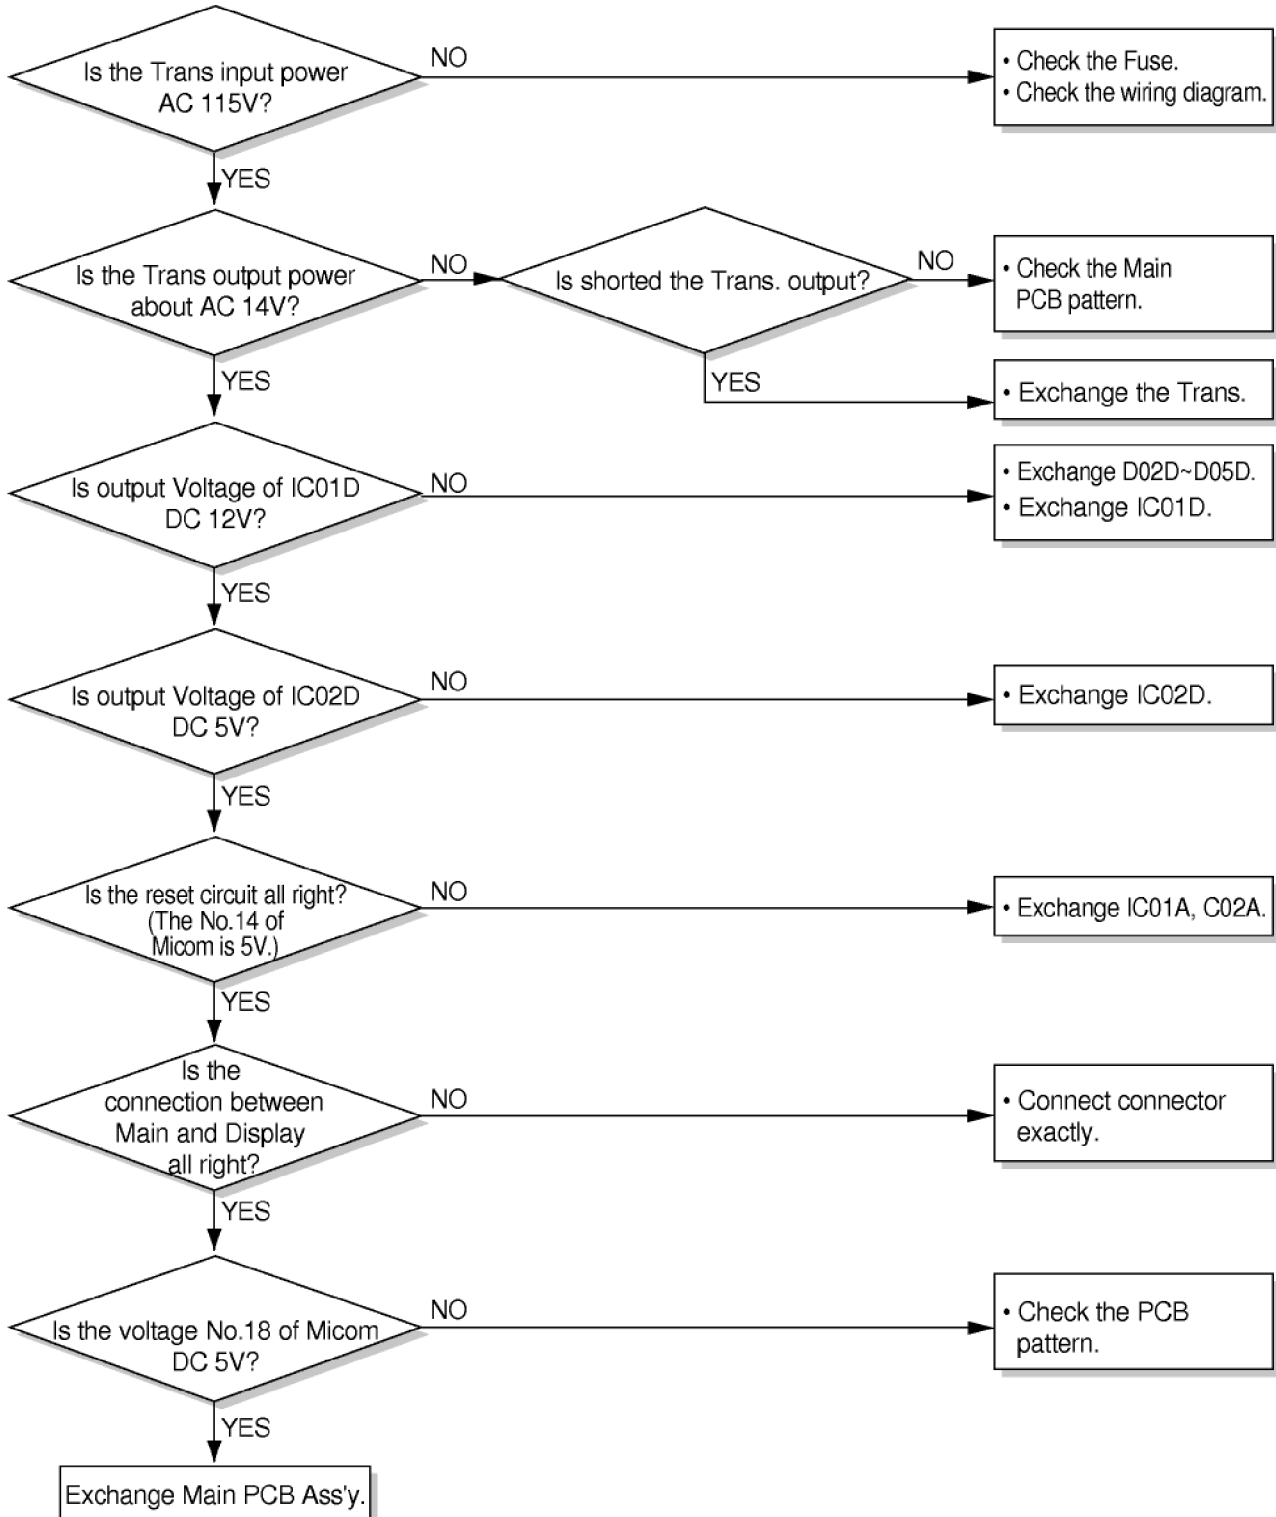 Is the Trans input power
AC 115V?
NO
• Check the Fuse.
• Check the wiring diagram.
YES
Is the Trans output power
about AC 14V?
NO
Is shorted the Trans. output?
NO
• Check the Main
PCB pattern.
YES
• Exchange the Trans.
YES
Is output Voltage of IC01D
DC 12V?
NO
• Exchange D02D~D05D.
• Exchange IC01D.
YES
Is output Voltage of IC02D
DC 5V?
NO
• Exchange IC02D.
YES
Is the reset circuit all right?
(The No.14 of
Micom is 5V.)
NO
• Exchange IC01A, C02A.
YES
Is the
connection between
Main and Display
all right?
NO
• Connect connector
exactly.
YES
Is the voltage No.18 of Micom
DC 5V?
NO
• Check the PCB
pattern.
YES
Exchange Main PCB Ass'y.